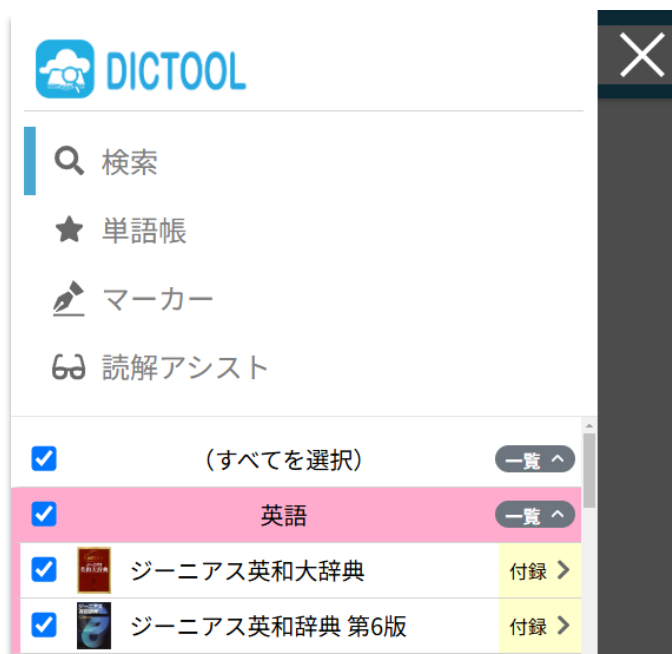 DICTOOL
検索
単語帳
マーカー
読解アシスト
(すべてを選択) 一覧
英語 一覧
ジーニアス英和大辞典 付録
ジーニアス英和辞典 第6版 付録